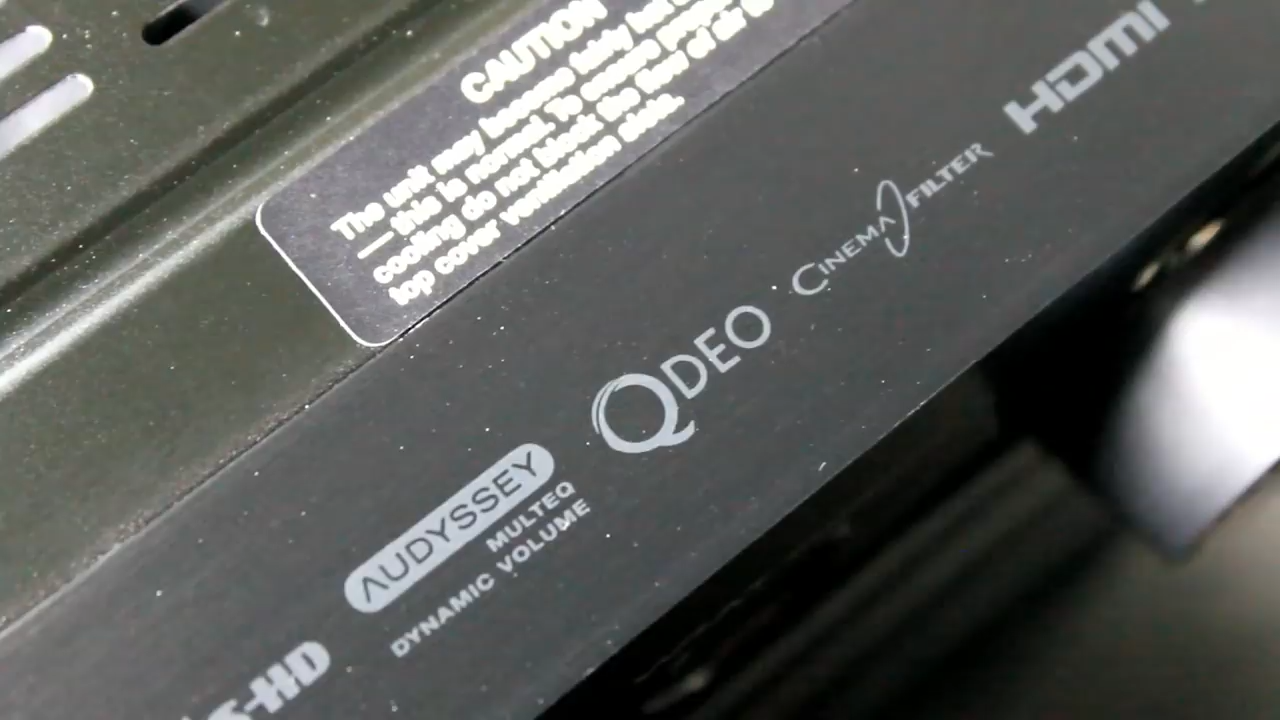 CAUTION
The unit may become fairly hot
— this is normal. To ensure proper
cooling do not block the flow of air
top cover ventilation slots.
HDMI
CINEMA FILTER
QDEO
AUDYSSEY
MULTEQ
DYNAMIC VOLUME
S-HD